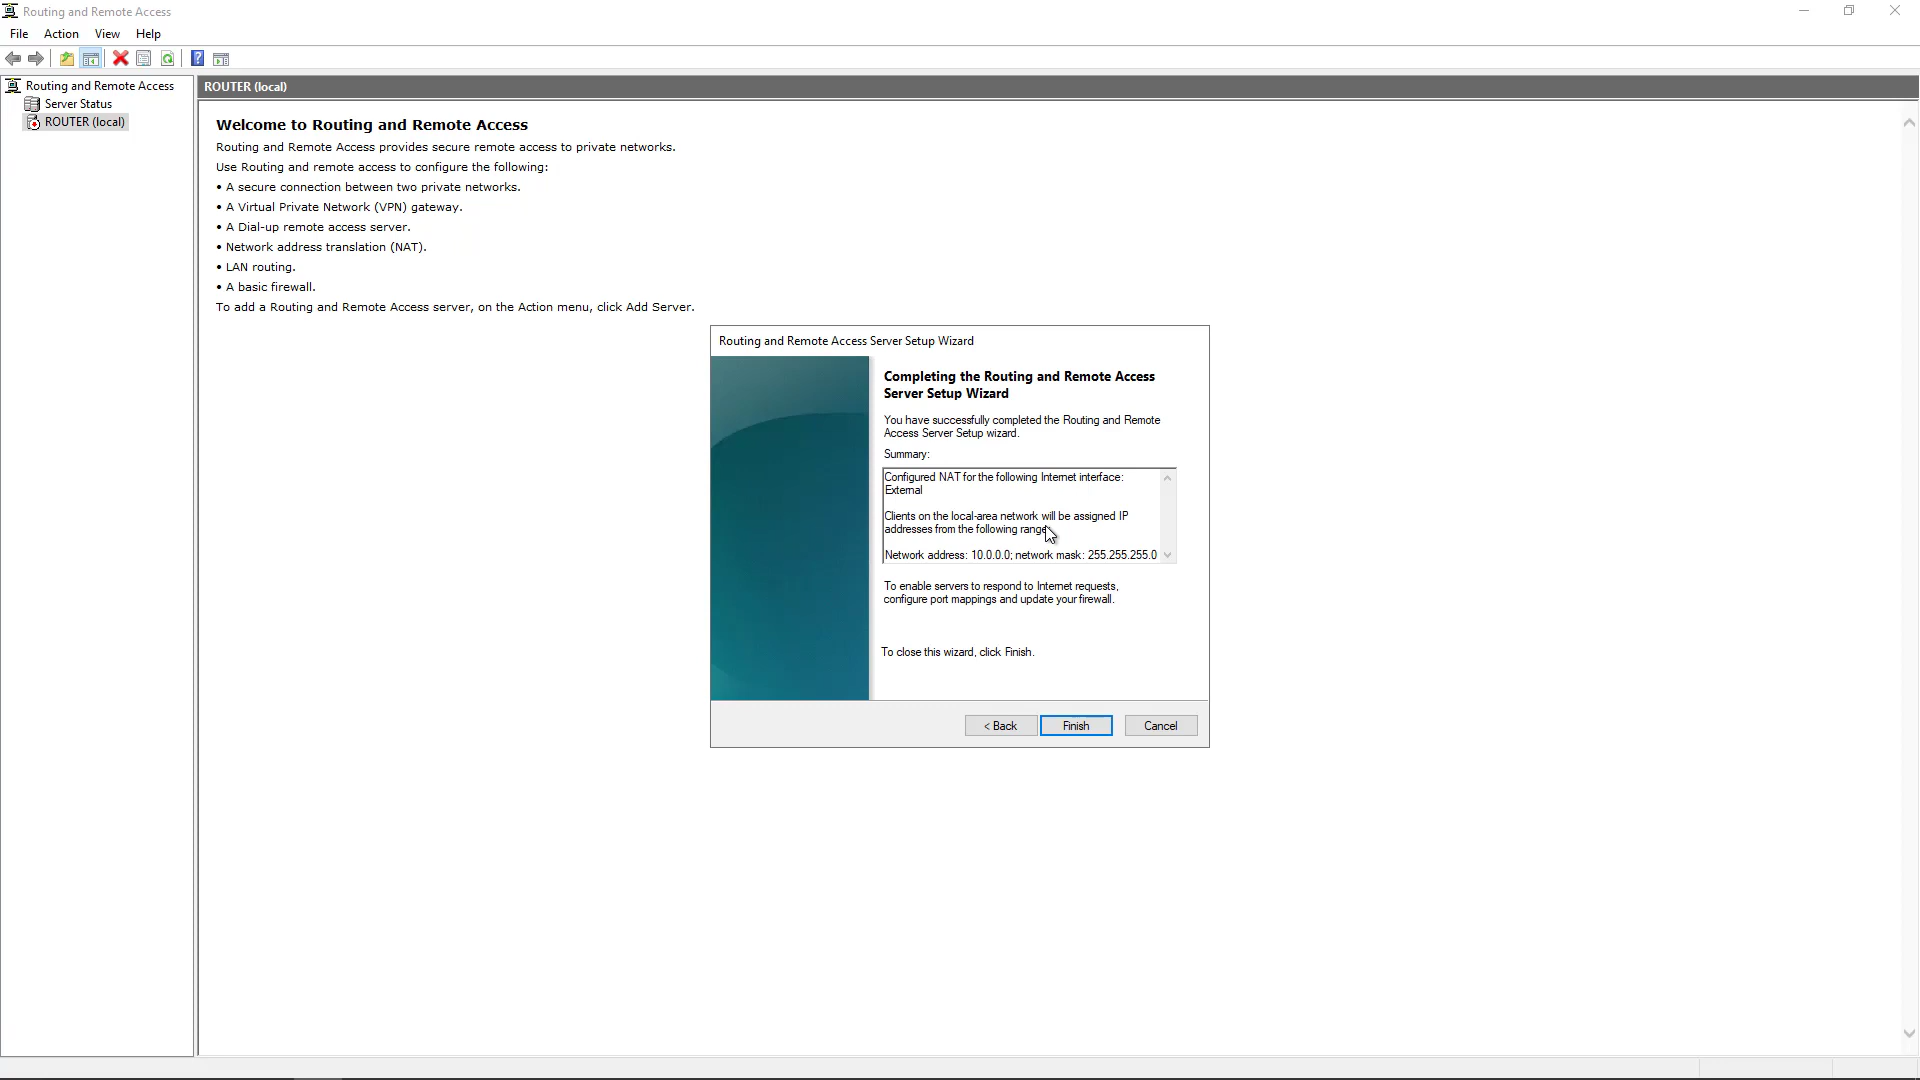 Routing and Remote Access
File Action View Help
Routing and Remote Access
Server Status
ROUTER (local)
ROUTER (local)
Welcome to Routing and Remote Access
Routing and Remote Access provides secure remote access to private networks.
Use Routing and remote access to configure the following:
• A secure connection between two private networks.
• A Virtual Private Network (VPN) gateway.
• A Dial-up remote access server.
• Network address translation (NAT).
• LAN routing.
• A basic firewall.
To add a Routing and Remote Access server, on the Action menu, click Add Server.
Routing and Remote Access Server Setup Wizard
Completing the Routing and Remote Access
Server Setup Wizard
You have successfully completed the Routing and Remote
Access Server Setup wizard.
Summary:
Configured NAT for the following Internet interface:
External
Clients on the local-area network will be assigned IP
addresses from the following range
Network address: 10.0.0.0; network mask: 255.255.255.0
To enable servers to respond to Internet requests,
configure port mappings and update your firewall.
To close this wizard, click Finish.
< Back Finish Cancel